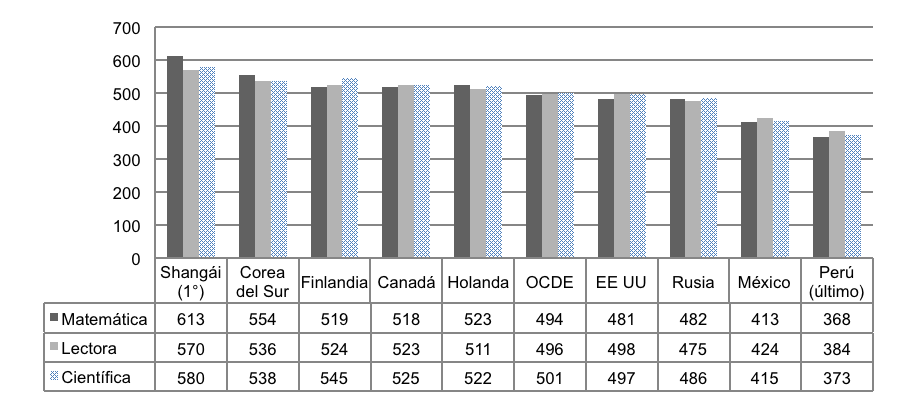 700
600
500
400
300
200
100
0
Shangái (1°) Corea del Sur Finlandia Canadá Holanda OCDE EE UU Rusia México Perú (último)
Matemática 613 554 519 518 523 494 481 482 413 368
Lectora 570 536 524 523 511 496 498 475 424 384
Científica 580 538 545 525 522 501 497 486 415 373